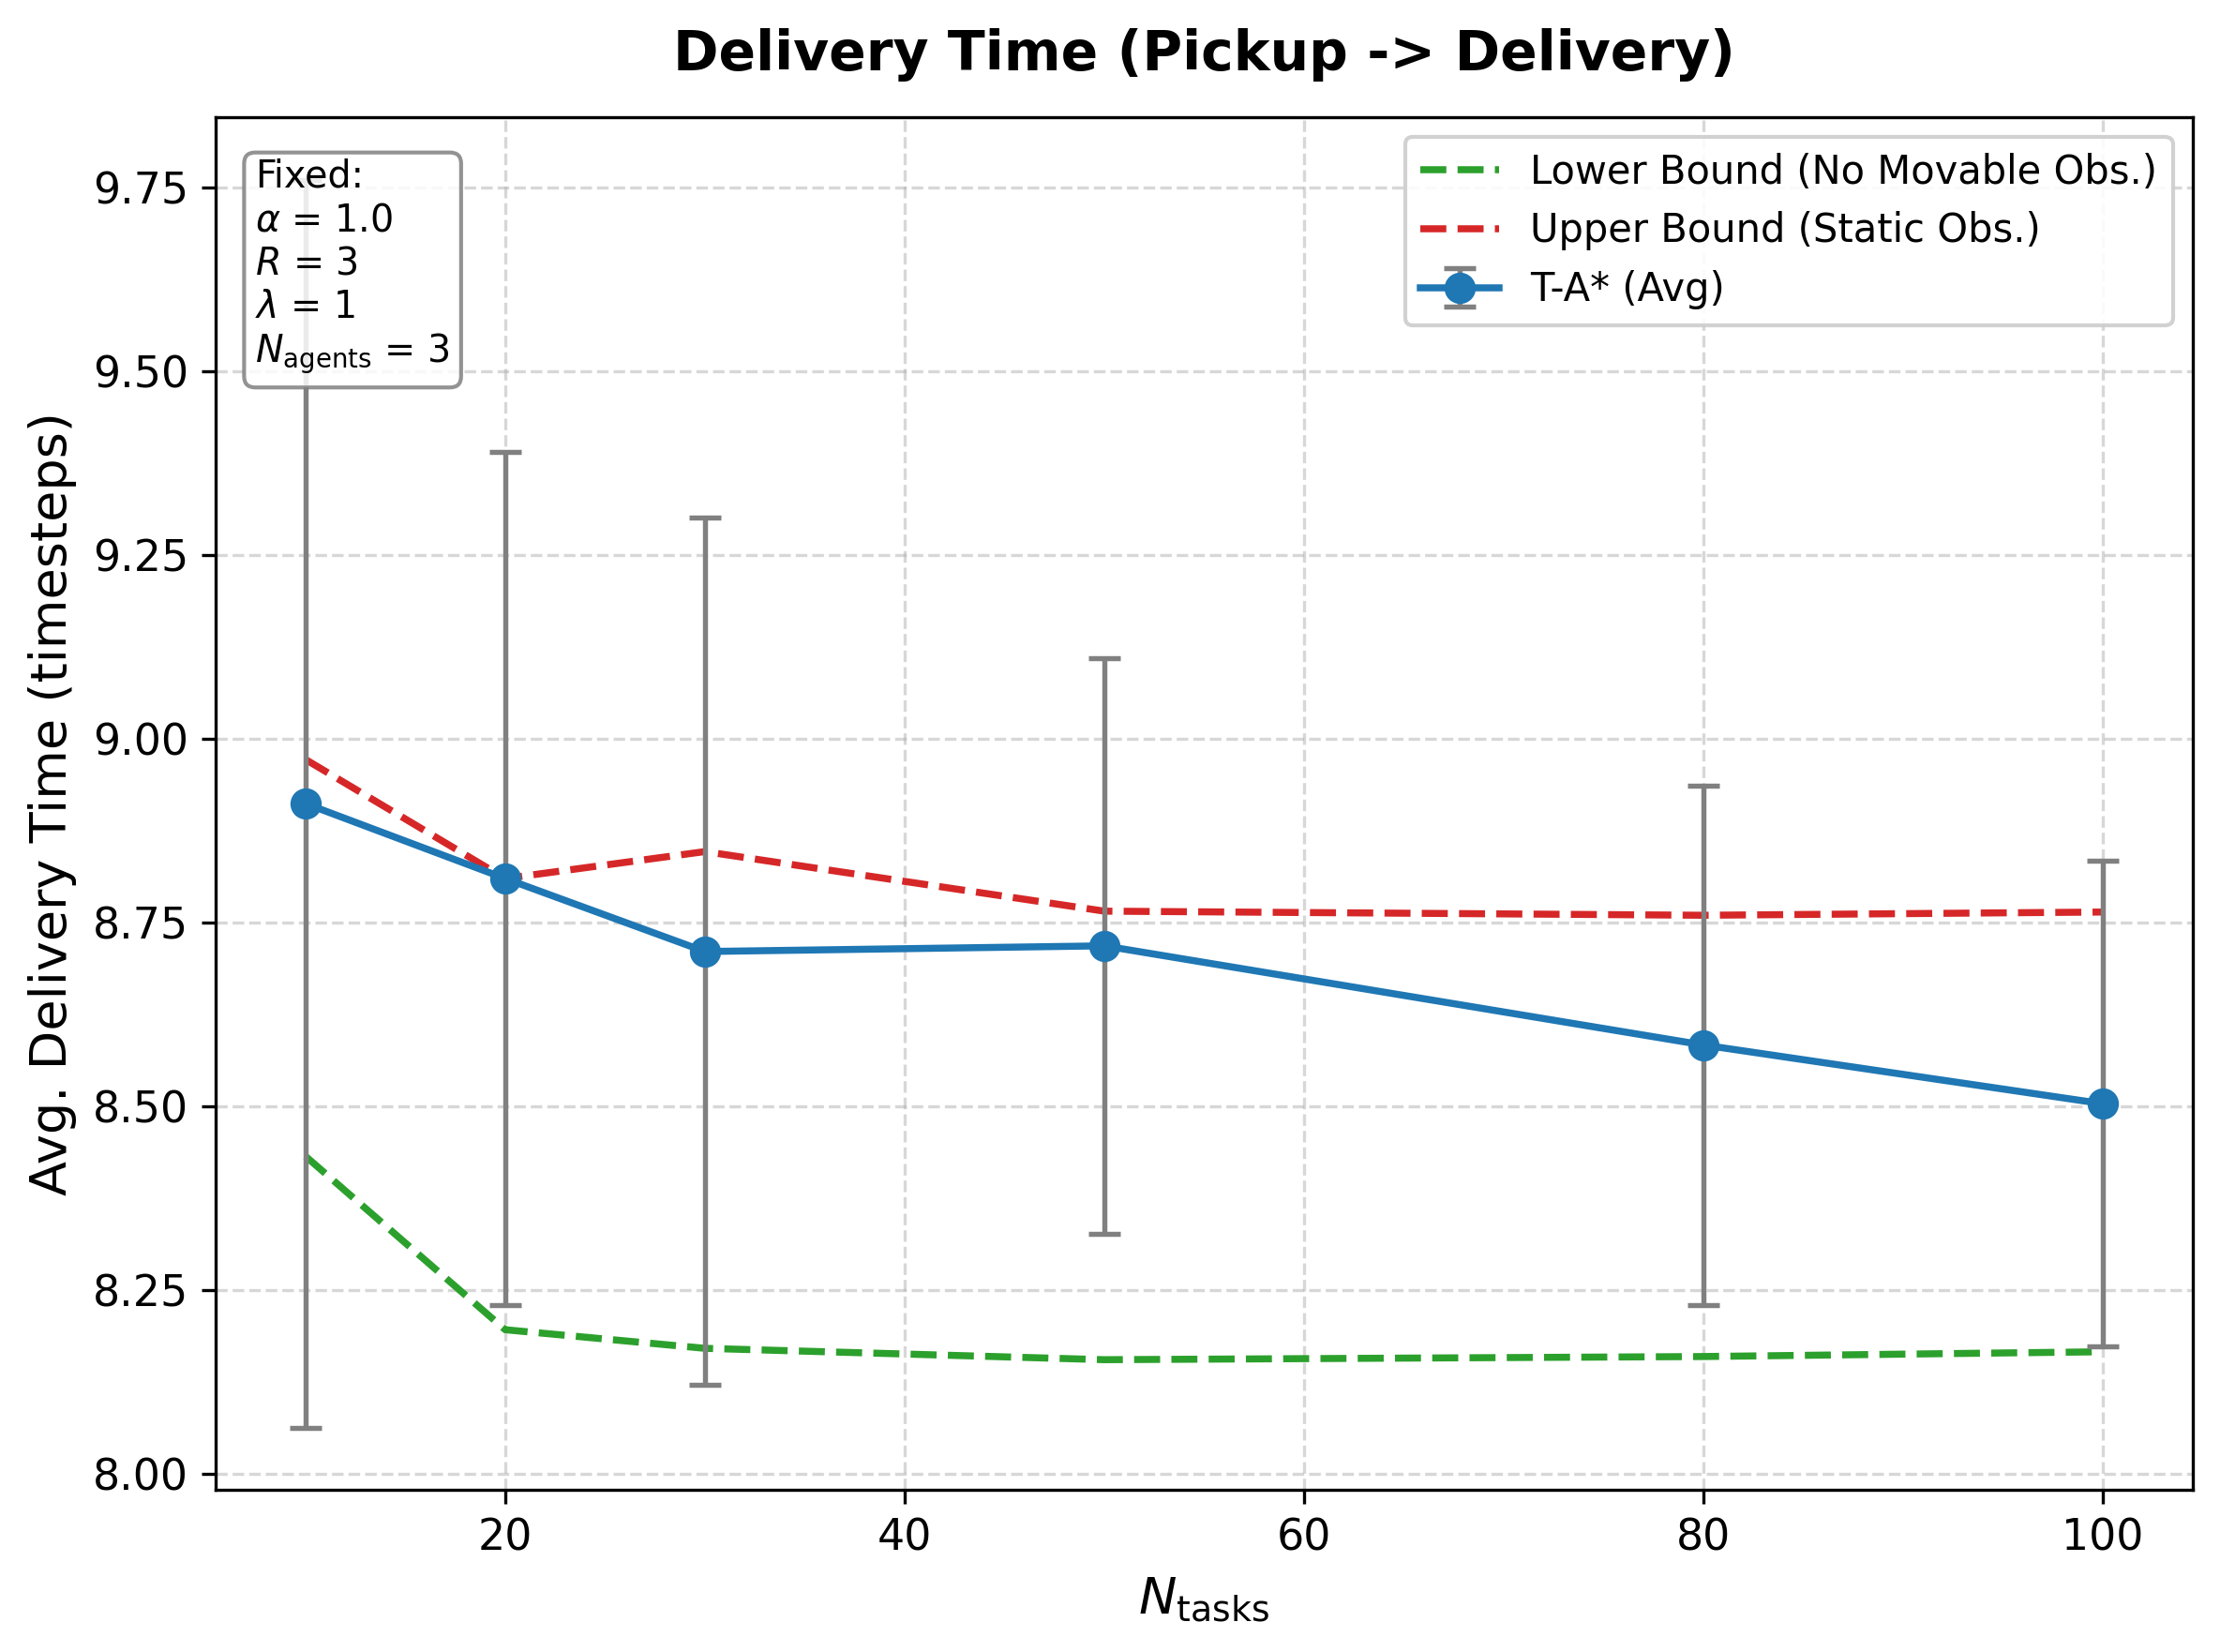 Delivery Time (Pickup -> Delivery)
Fixed:
α = 1.0
R = 3
λ = 1
N_agents = 3
Lower Bound (No Movable Obs.)
Upper Bound (Static Obs.)
T-A* (Avg)
Avg. Delivery Time (timesteps)
9.75
9.50
9.25
9.00
8.75
8.50
8.25
8.00
20 40 60 80 100
N_tasks